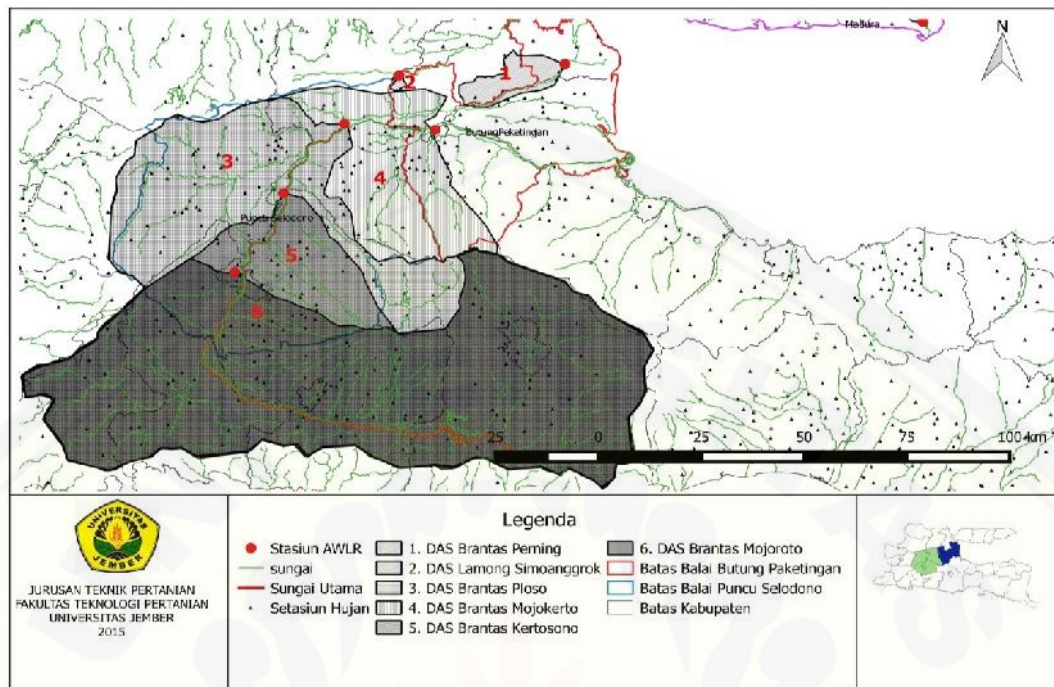 Madura
N
1
2
ButungPeketingan
3
4
Puncu Selodono
5
6
25 0 25 50 75 100 km
UNIVERSITAS
JEMBER
JURUSAN TEKNIK PERTANIAN
FAKULTAS TEKNOLOGI PERTANIAN
UNIVERSITAS JEMBER
2015
Legenda
Stasiun AWLR
sungai
Sungai Utama
Setasiun Hujan
1. DAS Brantas Perning
2. DAS Lamong Simoanggrok
3. DAS Brantas Ploso
4. DAS Brantas Mojokerto
5. DAS Brantas Kertosono
6. DAS Brantas Mojoroto
Batas Balai Butung Paketingan
Batas Balai Puncu Selodono
Batas Kabupaten